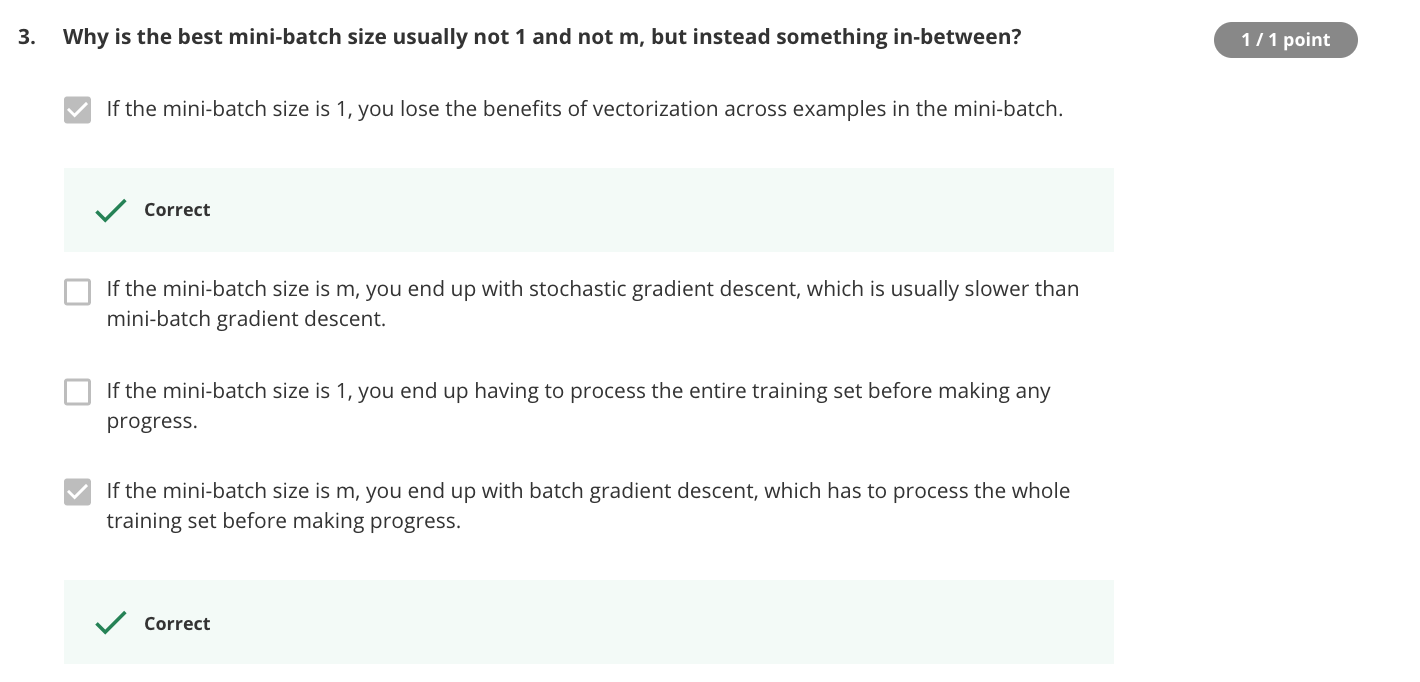 3. Why is the best mini-batch size usually not 1 and not m, but instead something in-between?
1 / 1 point
If the mini-batch size is 1, you lose the benefits of vectorization across examples in the mini-batch.
Correct
If the mini-batch size is m, you end up with stochastic gradient descent, which is usually slower than
mini-batch gradient descent.
If the mini-batch size is 1, you end up having to process the entire training set before making any
progress.
If the mini-batch size is m, you end up with batch gradient descent, which has to process the whole
training set before making progress.
Correct